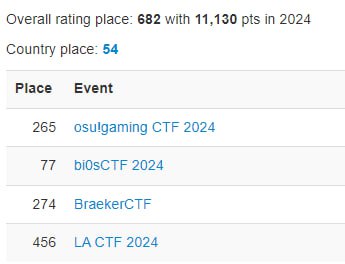 Overall rating place: 682 with 11,130 pts in 2024
Country place: 54
Place Event
265 osu!gaming CTF 2024
77 bi0sCTF 2024
274 BraekerCTF
456 LA CTF 2024